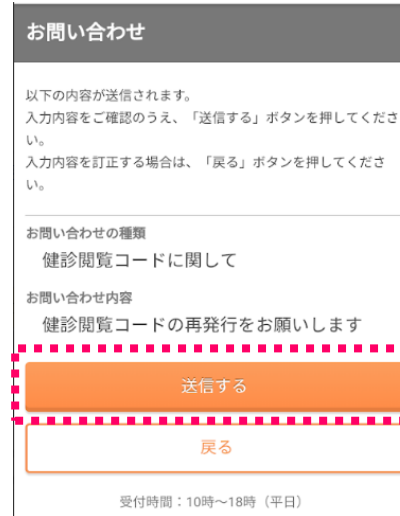 お問い合わせ
以下の内容が送信されます。
入力内容をご確認のうえ、「送信する」ボタンを押してくださ
い。
入力内容を訂正する場合は、「戻る」ボタンを押してくださ
い。
お問い合わせの種類
健診閲覧コードに関して
お問い合わせ内容
健診閲覧コードの再発行をお願いします
送信する
戻る
受付時間：10時～18時（平日）